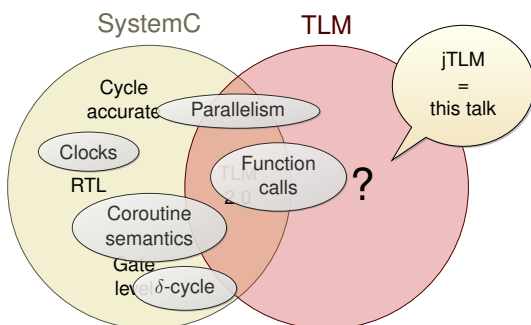 SystemC
TLM
jTLM
=
this talk
Cycle
accurate
Parallelism
Clocks
RTL
Function
calls
TLM
2.0
?
Coroutine
semantics
Gate
level
δ-cycle